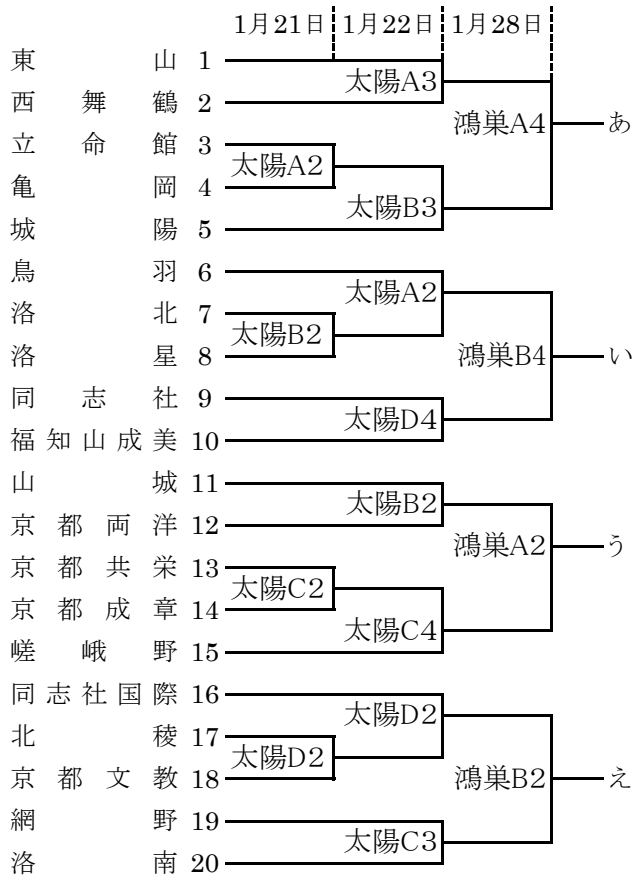 1月21日 1月22日 1月28日
東山 1
太陽A3
西舞鶴 2
鴻巣A4 あ
立命館 3
太陽A2
亀岡 4
太陽B3
城陽 5
鳥羽 6
太陽A2
洛北 7
太陽B2
洛星 8
鴻巣B4 い
同志社 9
太陽D4
福知山成美 10
山城 11
太陽B2
京都両洋 12
鴻巣A2 う
京都共栄 13
太陽C2
京都成章 14
太陽C4
嵯峨野 15
同志社国際 16
太陽D2
北稜 17
太陽D2
京都文教 18
鴻巣B2 え
網野 19
太陽C3
洛南 20